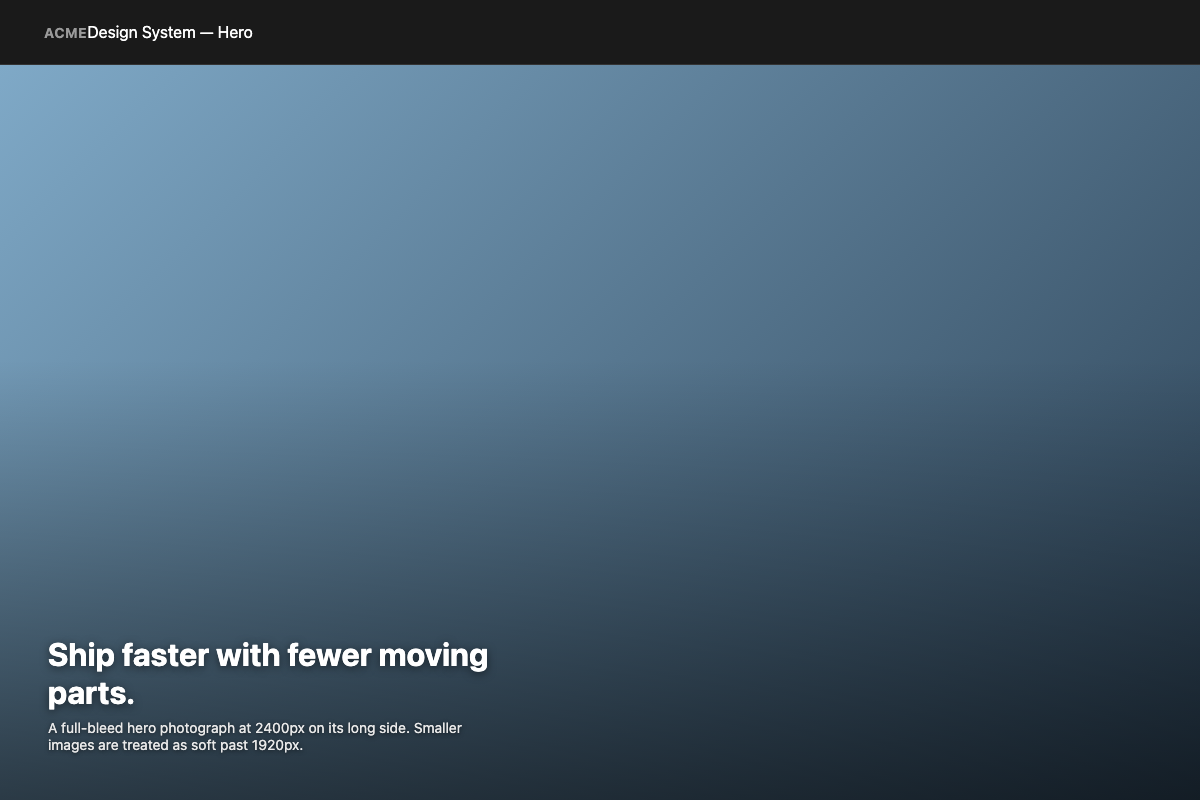 ACME Design System — Hero
Ship faster with fewer moving
parts.
A full-bleed hero photograph at 2400px on its long side. Smaller
images are treated as soft past 1920px.